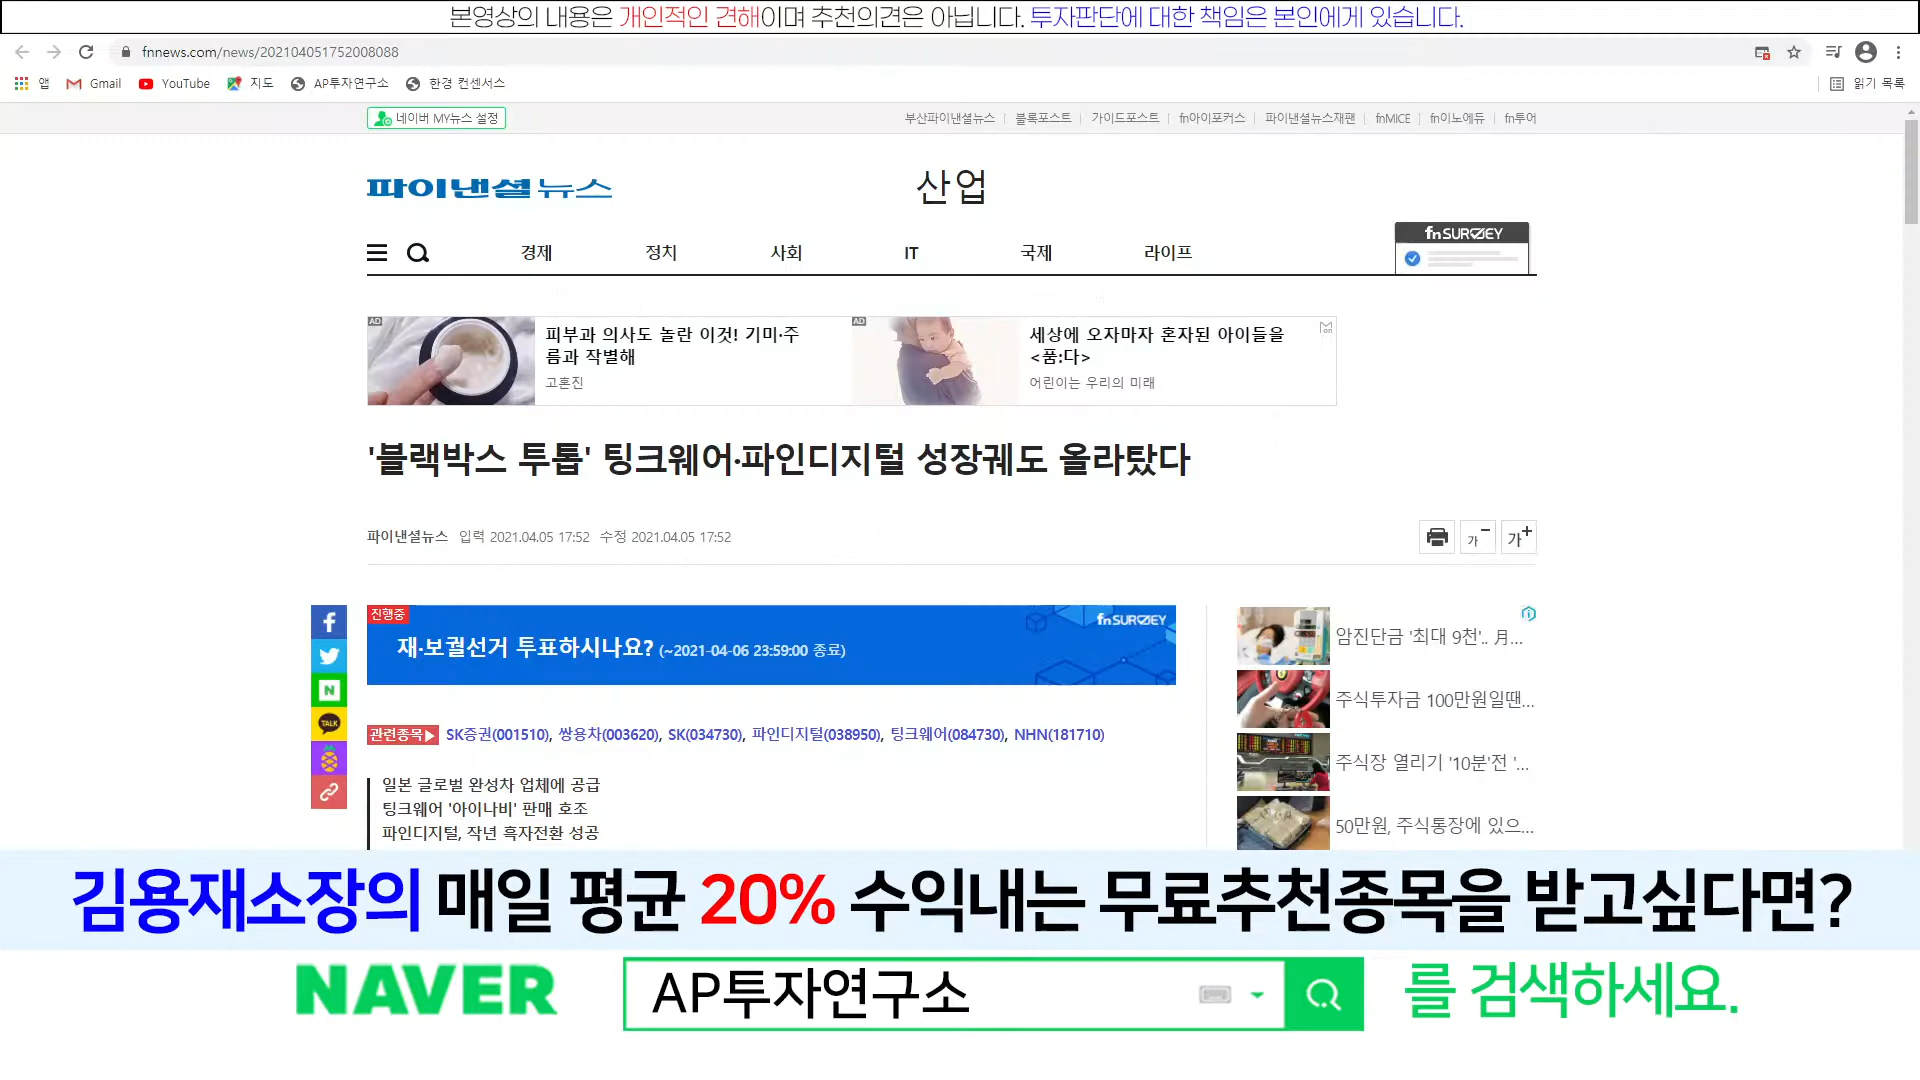 본영상의 내용은 개인적인 견해이며 추천의견은 아닙니다. 투자판단에 대한 책임은 본인에게 있습니다.
fnnews.com/news/202104051752008088
앱 Gmail YouTube 지도 AP투자연구소 한경 컨센서스 읽기 목록
네이버 MY뉴스 설정 부산파이낸셜뉴스 블록포스트 가이드포스트 fn아이포커스 파이낸셜뉴스재팬 fnMICE fn이노에듀 fn투어
파이낸셜뉴스 산업
경제 정치 사회 IT 국제 라이프 fnSURVEY
AD 피부과 의사도 놀란 이것! 기미·주름과 작별해
고혼진
AD 세상에 오자마자 혼자된 아이들을 <품:다>
어린이는 우리의 미래
'블랙박스 투톱' 팅크웨어·파인디지털 성장궤도 올라탔다
파이낸셜뉴스 입력 2021.04.05 17:52 수정 2021.04.05 17:52
가- 가+
진행중 fnSURVEY
재·보궐선거 투표하시나요? (~2021-04-06 23:59:00 종료)
관련종목▶ SK증권(001510), 쌍용차(003620), SK(034730), 파인디지털(038950), 팅크웨어(084730), NHN(181710)
일본 글로벌 완성차 업체에 공급
팅크웨어 '아이나비' 판매 호조
파인디지털, 작년 흑자전환 성공
TALK
암진단금 '최대 9천'.. 月...
주식투자금 100만원일땐...
주식장 열리기 '10분'전 '...
50만원, 주식통장에 있으...
김용재소장의 매일 평균 20% 수익내는 무료추천종목을 받고싶다면?
NAVER AP투자연구소 를 검색하세요.